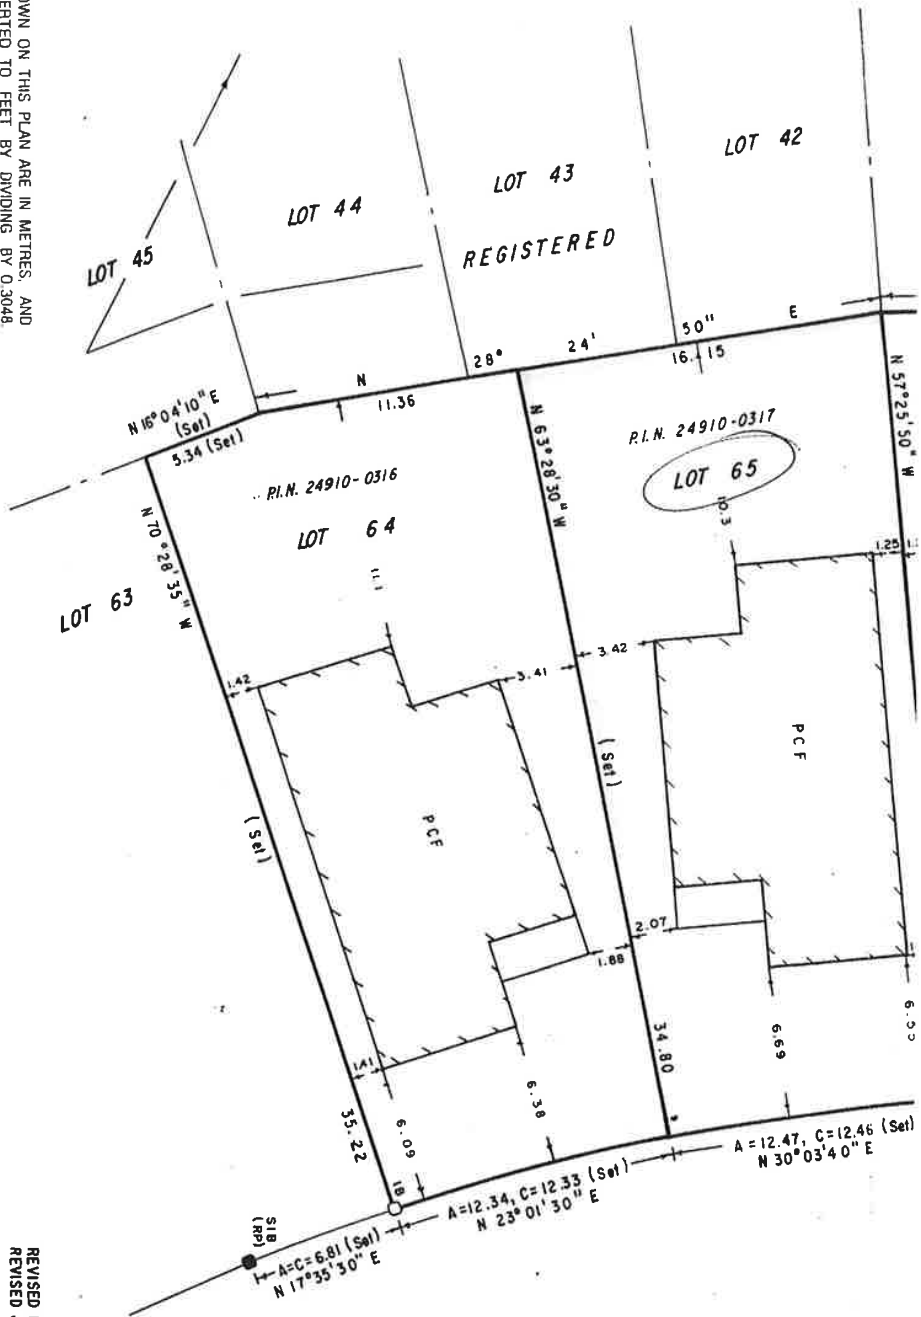 OWN ON THIS PLAN ARE IN METRES, AND
ERTED TO FEET BY DIVIDING BY 0.3048.
LOT 45
LOT 44
LOT 43
LOT 42
REGISTERED
N 28° 24' 50" E
11.36
16.15
N 16° 04' 10" E
(Set)
5.34 (Set)
N 57° 25' 50" W
N 63° 28' 30" W
P.I.N. 24910-0317
LOT 65
10.3
1.25
P.I.N. 24910-0316
LOT 64
11.1
N 70° 28' 35" W
LOT 63
1.42
3.41
3.42
PCF
PCF
(Set)
(Set)
2.07
1.88
34.80
6.69
6.38
1.41
6.09
35.22
IB
A=12.47, C=12.46 (Set)
N 30° 03' 40" E
A=12.34, C=12.33 (Set)
N 23° 01' 30" E
A=C=6.81 (Set)
N 17° 35' 30" E
SIB
(RP)
REVISED
REVISED